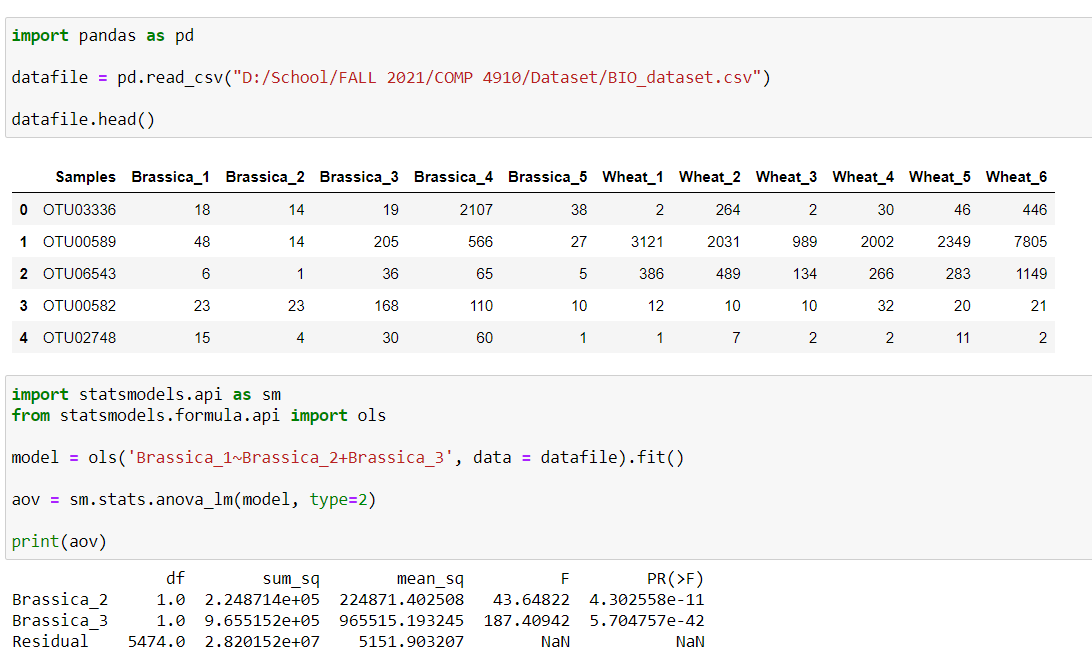 import pandas as pd
datafile = pd.read_csv("D:/School/FALL 2021/COMP 4910/Dataset/BIO_dataset.csv")
datafile.head()
Samples Brassica_1 Brassica_2 Brassica_3 Brassica_4 Brassica_5 Wheat_1 Wheat_2 Wheat_3 Wheat_4 Wheat_5 Wheat_6
0 OTU03336 18 14 19 2107 38 2 264 2 30 46 446
1 OTU00589 48 14 205 566 27 3121 2031 989 2002 2349 7805
2 OTU06543 6 1 36 65 5 386 489 134 266 283 1149
3 OTU00582 23 23 168 110 10 12 10 10 32 20 21
4 OTU02748 15 4 30 60 1 1 7 2 2 11 2
import statsmodels.api as sm
from statsmodels.formula.api import ols
model = ols('Brassica_1~Brassica_2+Brassica_3', data = datafile).fit()
aov = sm.stats.anova_lm(model, type=2)
print(aov)
df sum_sq mean_sq F PR(>F)
Brassica_2 1.0 2.248714e+05 224871.402508 43.64822 4.302558e-11
Brassica_3 1.0 9.655152e+05 965515.193245 187.40942 5.704757e-42
Residual 5474.0 2.820152e+07 5151.903207 NaN NaN